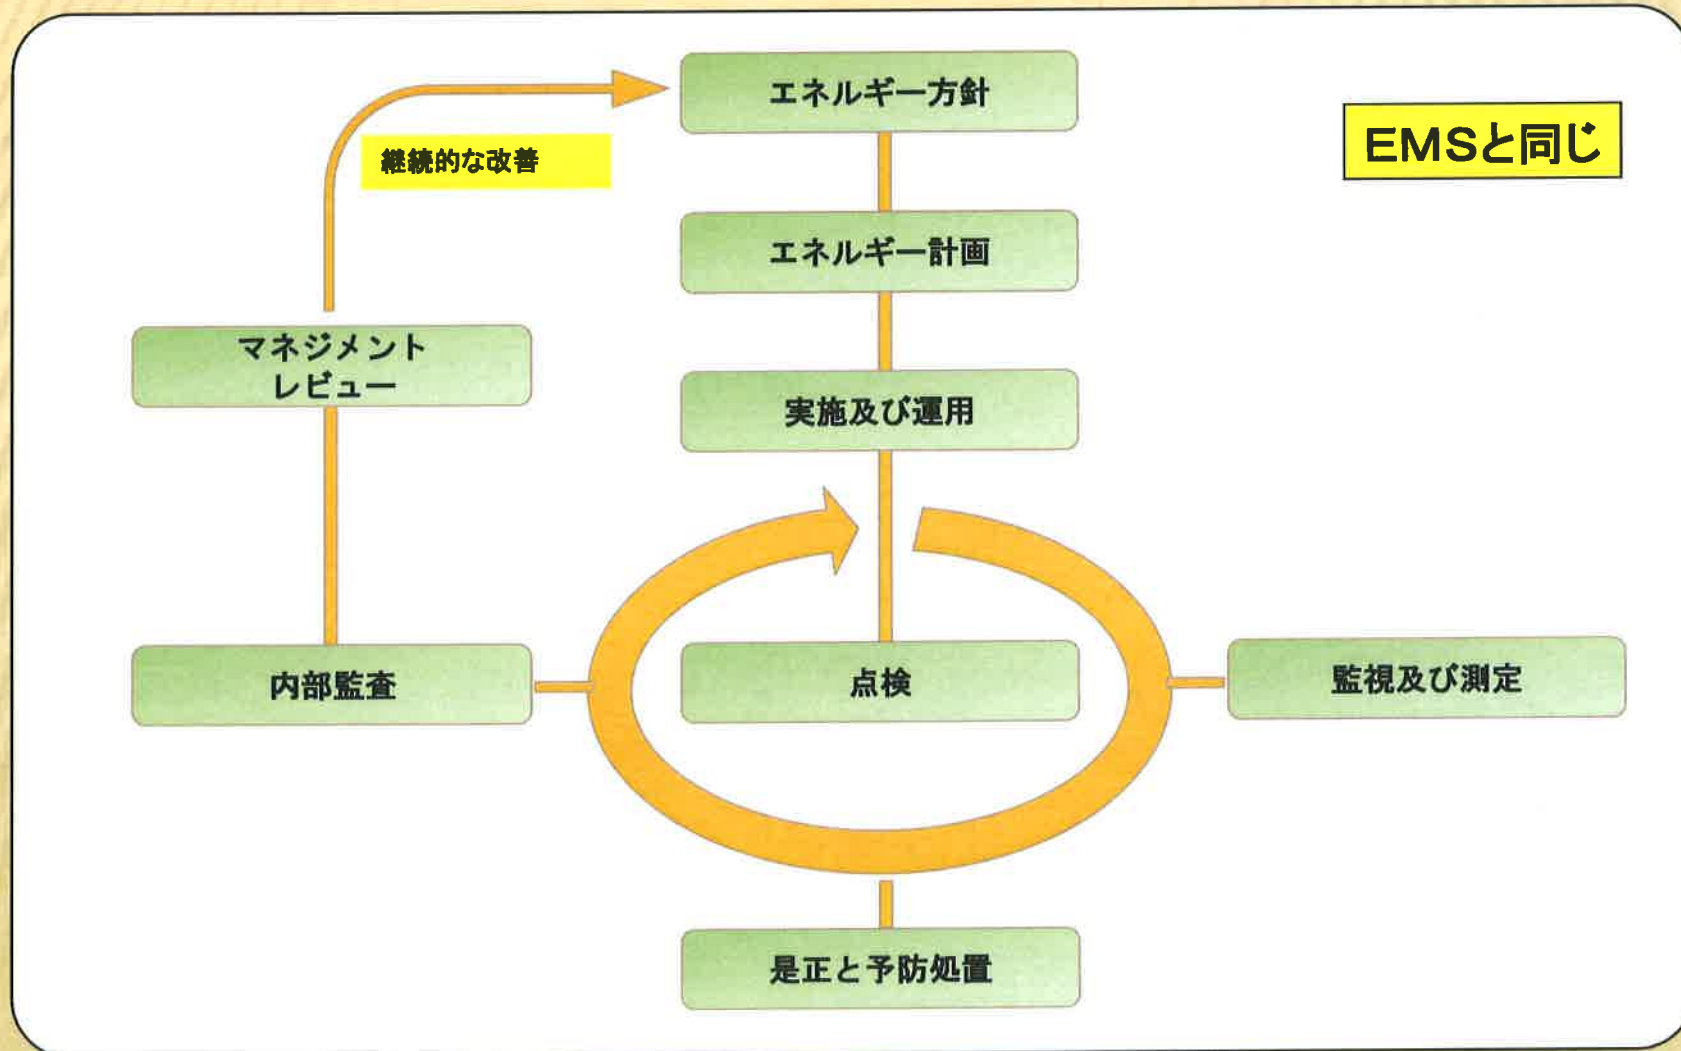 エネルギー方針
EMSと同じ
継続的な改善
エネルギー計画
マネジメント
レビュー
実施及び運用
内部監査
点検
監視及び測定
是正と予防処置